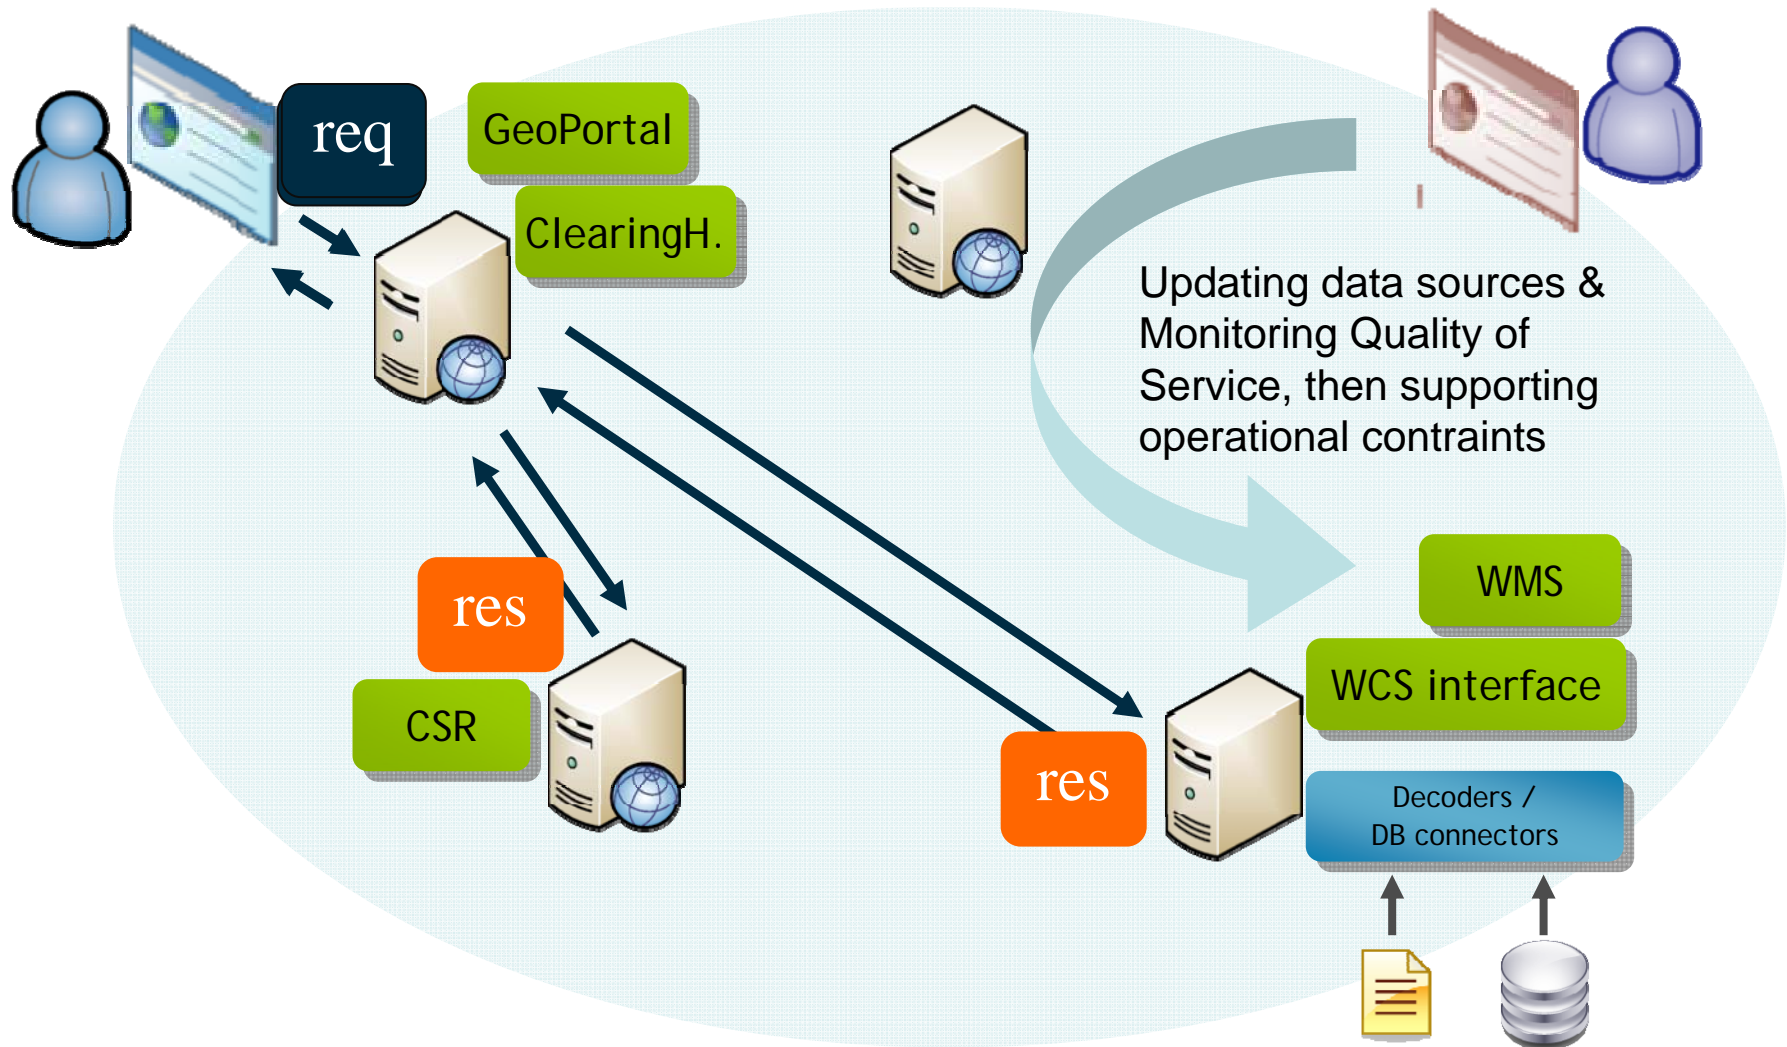 req
GeoPortal
ClearingH.
Updating data sources &
Monitoring Quality of
Service, then supporting
operational contraints
res
CSR
WMS
WCS interface
res
Decoders /
DB connectors